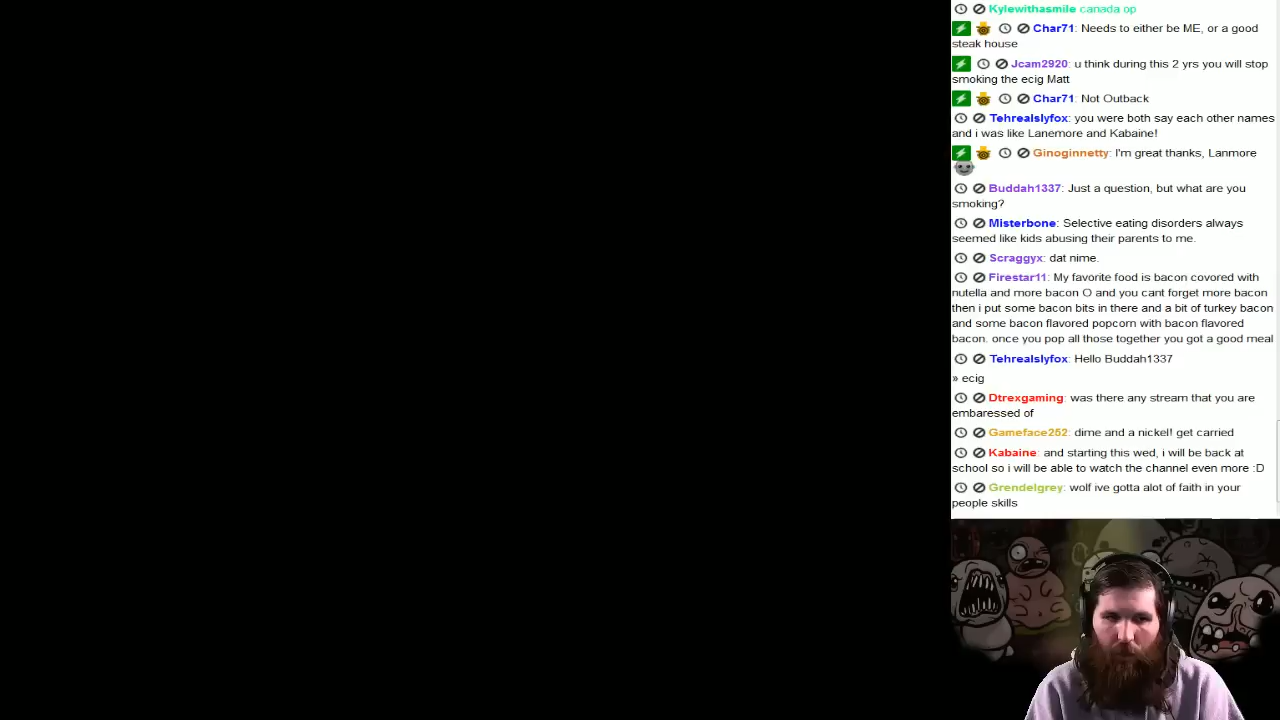 Kylewithasmile canada op
Char71: Needs to either be ME, or a good
steak house
Jcam2920: u think during this 2 yrs you will stop
smoking the ecig Matt
Char71: Not Outback
Tehrealslyfox: you were both say each other names
and i was like Lanemore and Kabaine!
Ginoginnetty: I'm great thanks, Lanmore
Buddah1337: Just a question, but what are you
smoking?
Misterbone: Selective eating disorders always
seemed like kids abusing their parents to me.
Scraggyx: dat nime.
Firestar11: My favorite food is bacon covored with
nutella and more bacon O and you cant forget more bacon
then i put some bacon bits in there and a bit of turkey bacon
and some bacon flavored popcorn with bacon flavored
bacon. once you pop all those together you got a good meal
Tehrealslyfox: Hello Buddah1337
» ecig
Dtrexgaming: was there any stream that you are
embaressed of
Gameface252: dime and a nickel! get carried
Kabaine: and starting this wed, i will be back at
school so i will be able to watch the channel even more :D
Grendelgrey: wolf ive gotta alot of faith in your
people skills